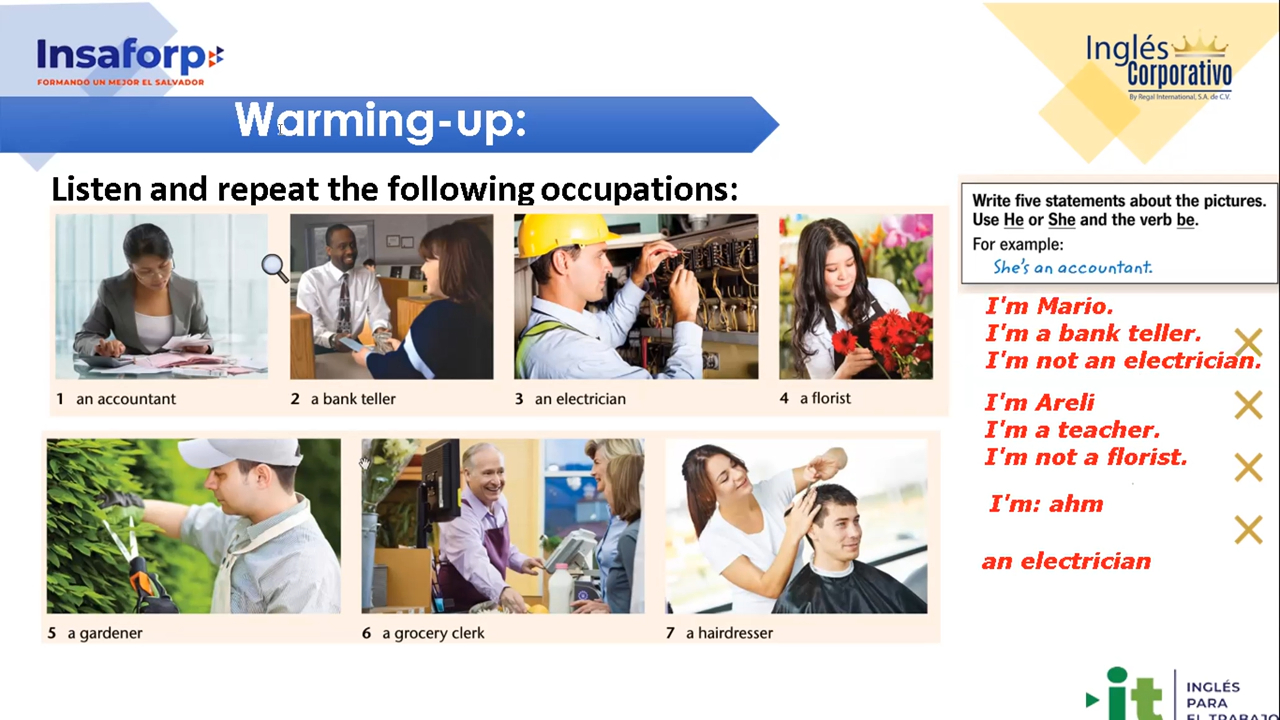 Insaforp
FORMANDO UN MEJOR EL SALVADOR
Inglés
Corporativo
By Regal International, S.A. de C.V.
Warming-up:
Listen and repeat the following occupations:
1 an accountant
2 a bank teller
3 an electrician
4 a florist
5 a gardener
6 a grocery clerk
7 a hairdresser
Write five statements about the pictures.
Use He or She and the verb be.
For example:
She's an accountant.
I'm Mario.
I'm a bank teller.
I'm not an electrician.
I'm Areli
I'm a teacher.
I'm not a florist.
I'm: ahm
an electrician
it
INGLÉS
PARA
EL TRABAJO